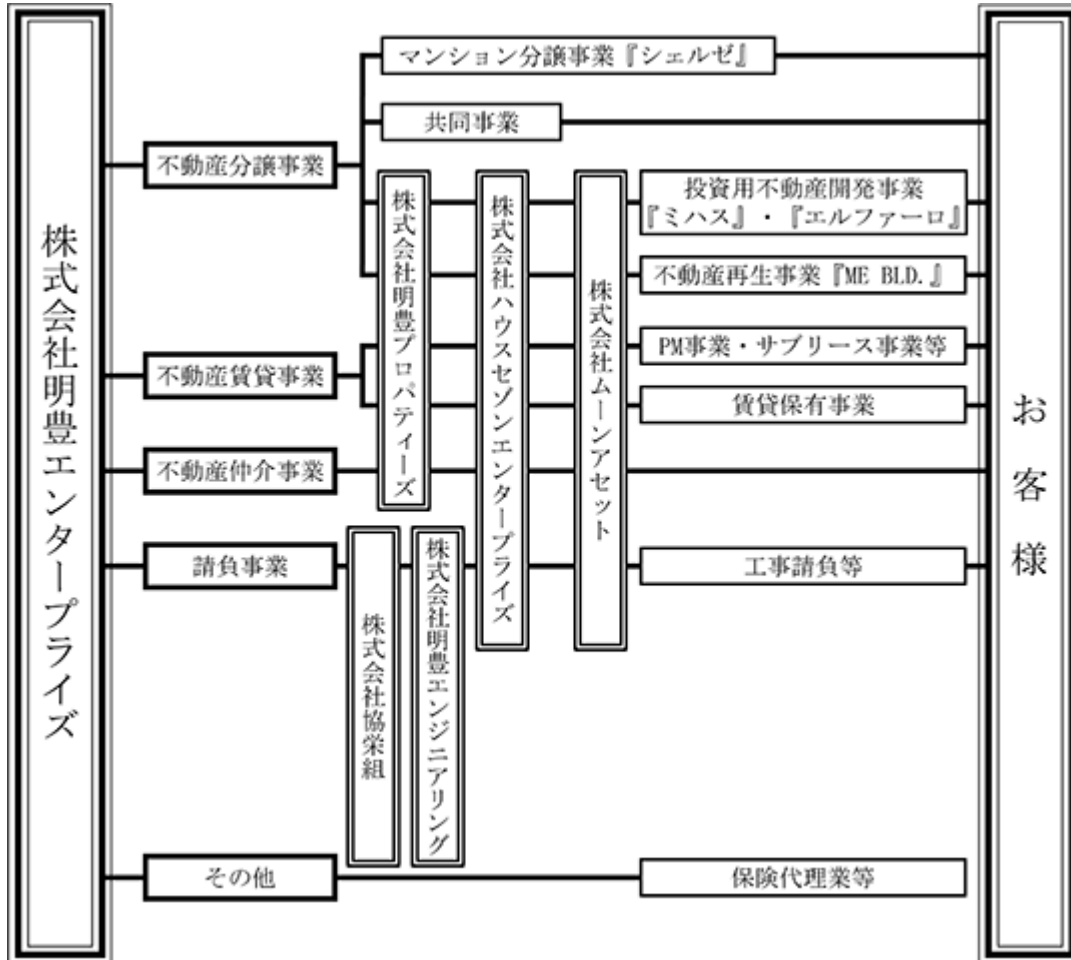 株式会社明豊エンタープライズ
不動産分譲事業
不動産賃貸事業
不動産仲介事業
請負事業
その他
マンション分譲事業『シェルゼ』
共同事業
株式会社明豊プロパティーズ
株式会社ハウスセゾンエンタープライズ
株式会社ムーンアセット
株式会社協栄組
株式会社明豊エンジニアリング
投資用不動産開発事業
『ミハス』・『エルファーロ』
不動産再生事業『ME BLD.』
PM事業・サブリース事業等
賃貸保有事業
工事請負等
保険代理業等
お客様